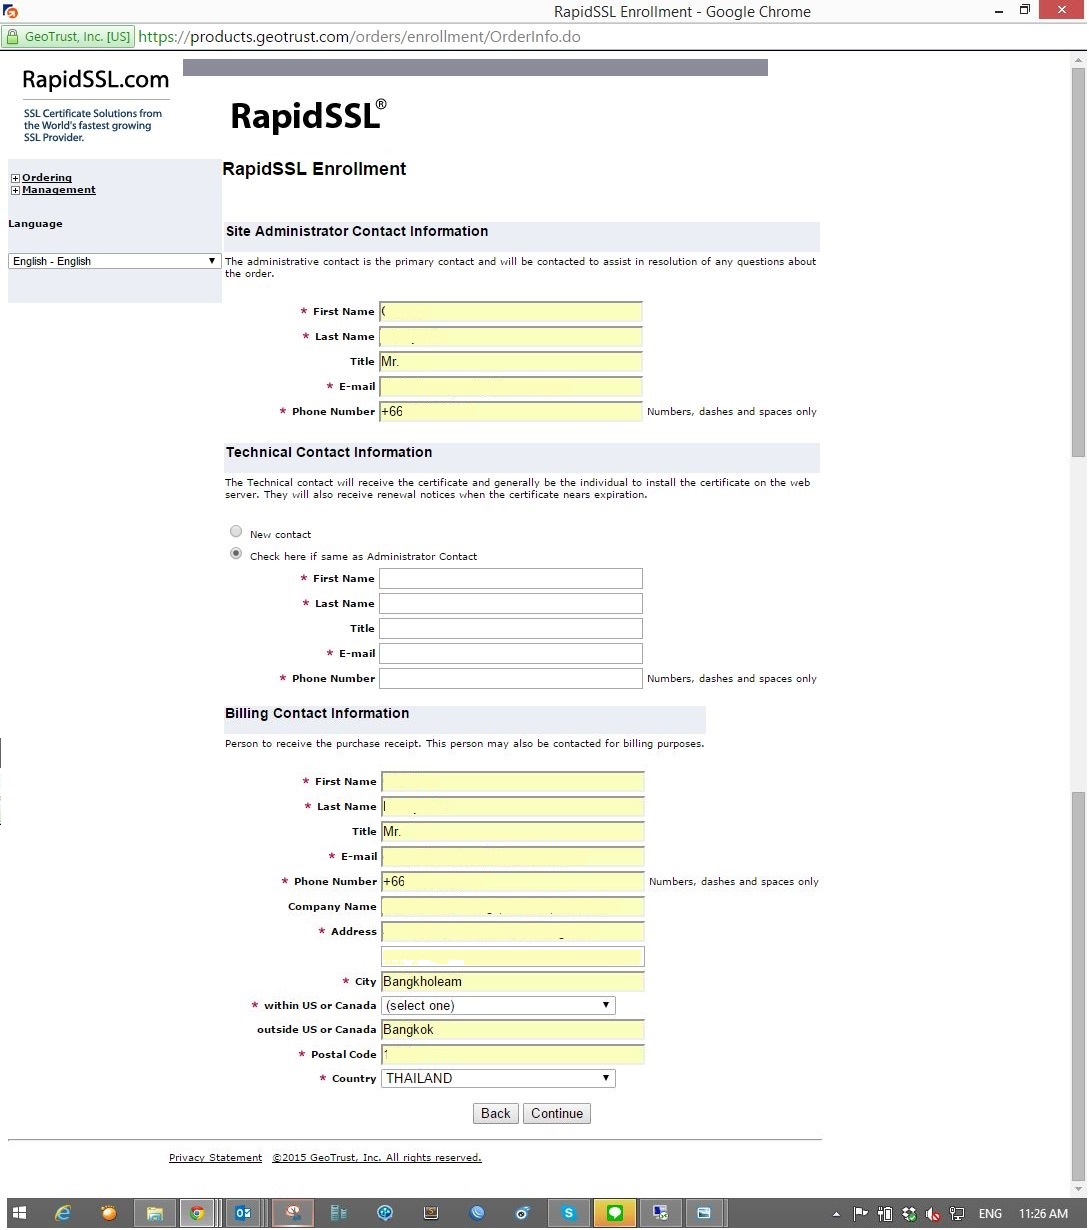 RapidSSL Enrollment - Google Chrome
GeoTrust, Inc. [US] https://products.geotrust.com/orders/enrollment/OrderInfo.do
RapidSSL.com
SSL Certificate Solutions from
the World's fastest growing
SSL Provider.
RapidSSL®
Ordering
Management
Language
English - English
RapidSSL Enrollment
Site Administrator Contact Information
The administrative contact is the primary contact and will be contacted to assist in resolution of any questions about
the order.
* First Name
* Last Name
Title Mr.
* E-mail
* Phone Number +66 Numbers, dashes and spaces only
Technical Contact Information
The Technical contact will receive the certificate and generally be the individual to install the certificate on the web
server. They will also receive renewal notices when the certificate nears expiration.
New contact
Check here if same as Administrator Contact
* First Name
* Last Name
Title
* E-mail
* Phone Number Numbers, dashes and spaces only
Billing Contact Information
Person to receive the purchase receipt. This person may also be contacted for billing purposes.
* First Name
* Last Name
Title Mr.
* E-mail
* Phone Number +66 Numbers, dashes and spaces only
Company Name
* Address
* City Bangkholeam
* within US or Canada (select one)
outside US or Canada Bangkok
* Postal Code 1
* Country THAILAND
Back Continue
Privacy Statement ©2015 GeoTrust, Inc. All rights reserved.
ENG 11:26 AM